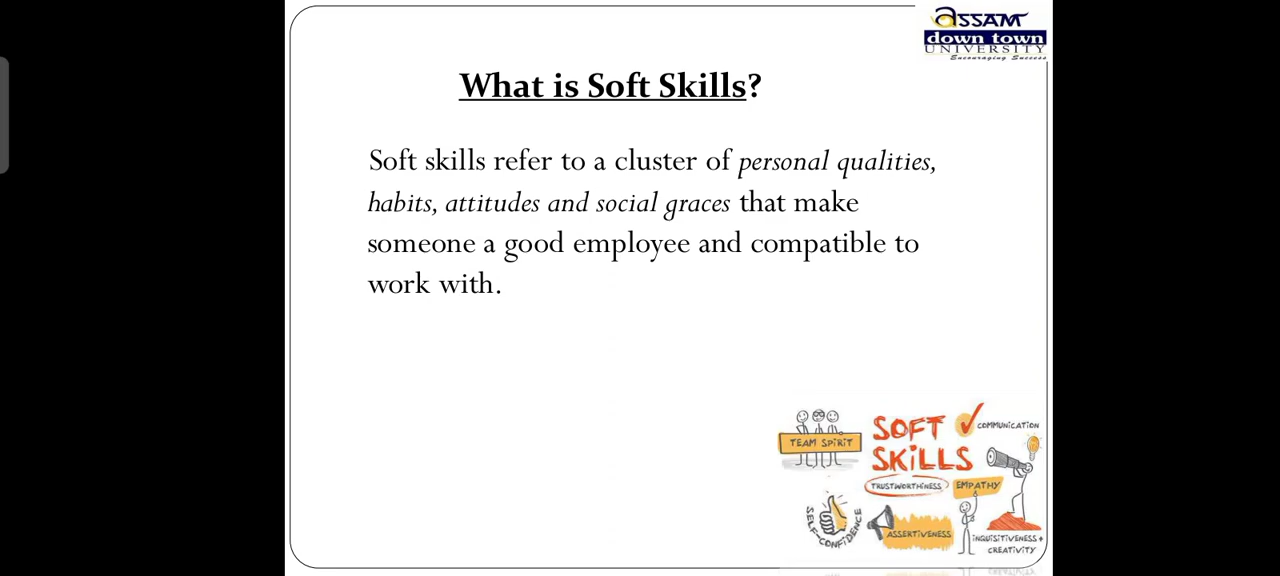 ASSAM
down town
UNIVERSITY
Encouraging Success
What is Soft Skills?
Soft skills refer to a cluster of personal qualities,
habits, attitudes and social graces that make
someone a good employee and compatible to
work with.
TEAM SPIRIT
SOFT
SKILLS
COMMUNICATION
TRUSTWORTHINESS
EMPATHY
SELF-CONFIDENCE
ASSERTIVENESS
INQUISITIVENESS +
CREATIVITY